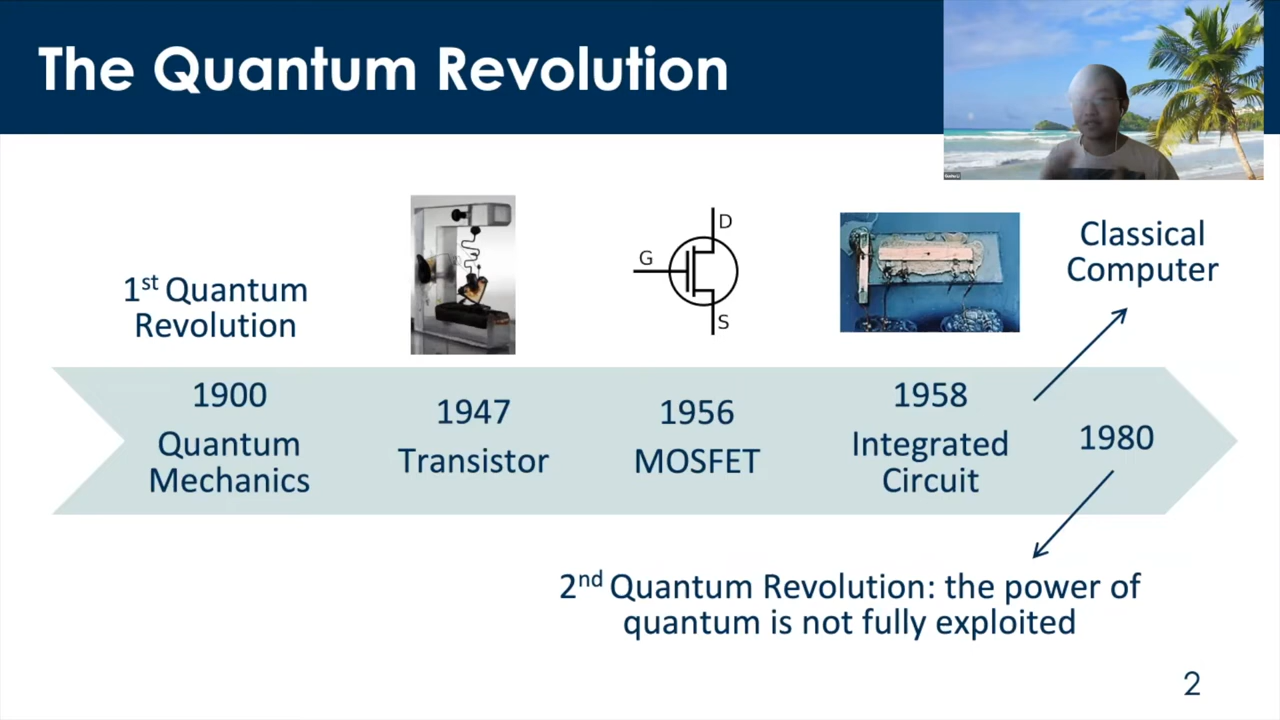 The Quantum Revolution
1st Quantum
Revolution
D
G
S
Classical
Computer
1900
Quantum
Mechanics
1947
Transistor
1956
MOSFET
1958
Integrated
Circuit
1980
2nd Quantum Revolution: the power of
quantum is not fully exploited
2